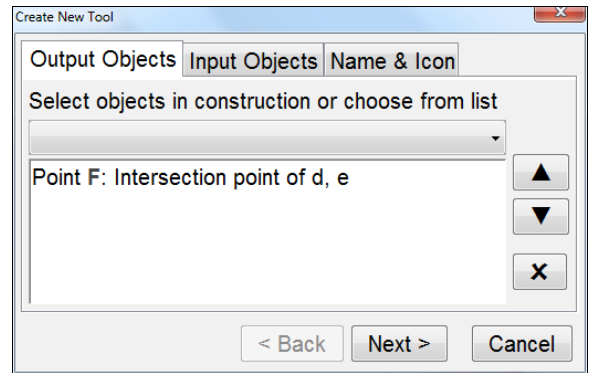 Create New Tool
Output Objects Input Objects Name & Icon
Select objects in construction or choose from list
Point F: Intersection point of d, e
< Back Next > Cancel